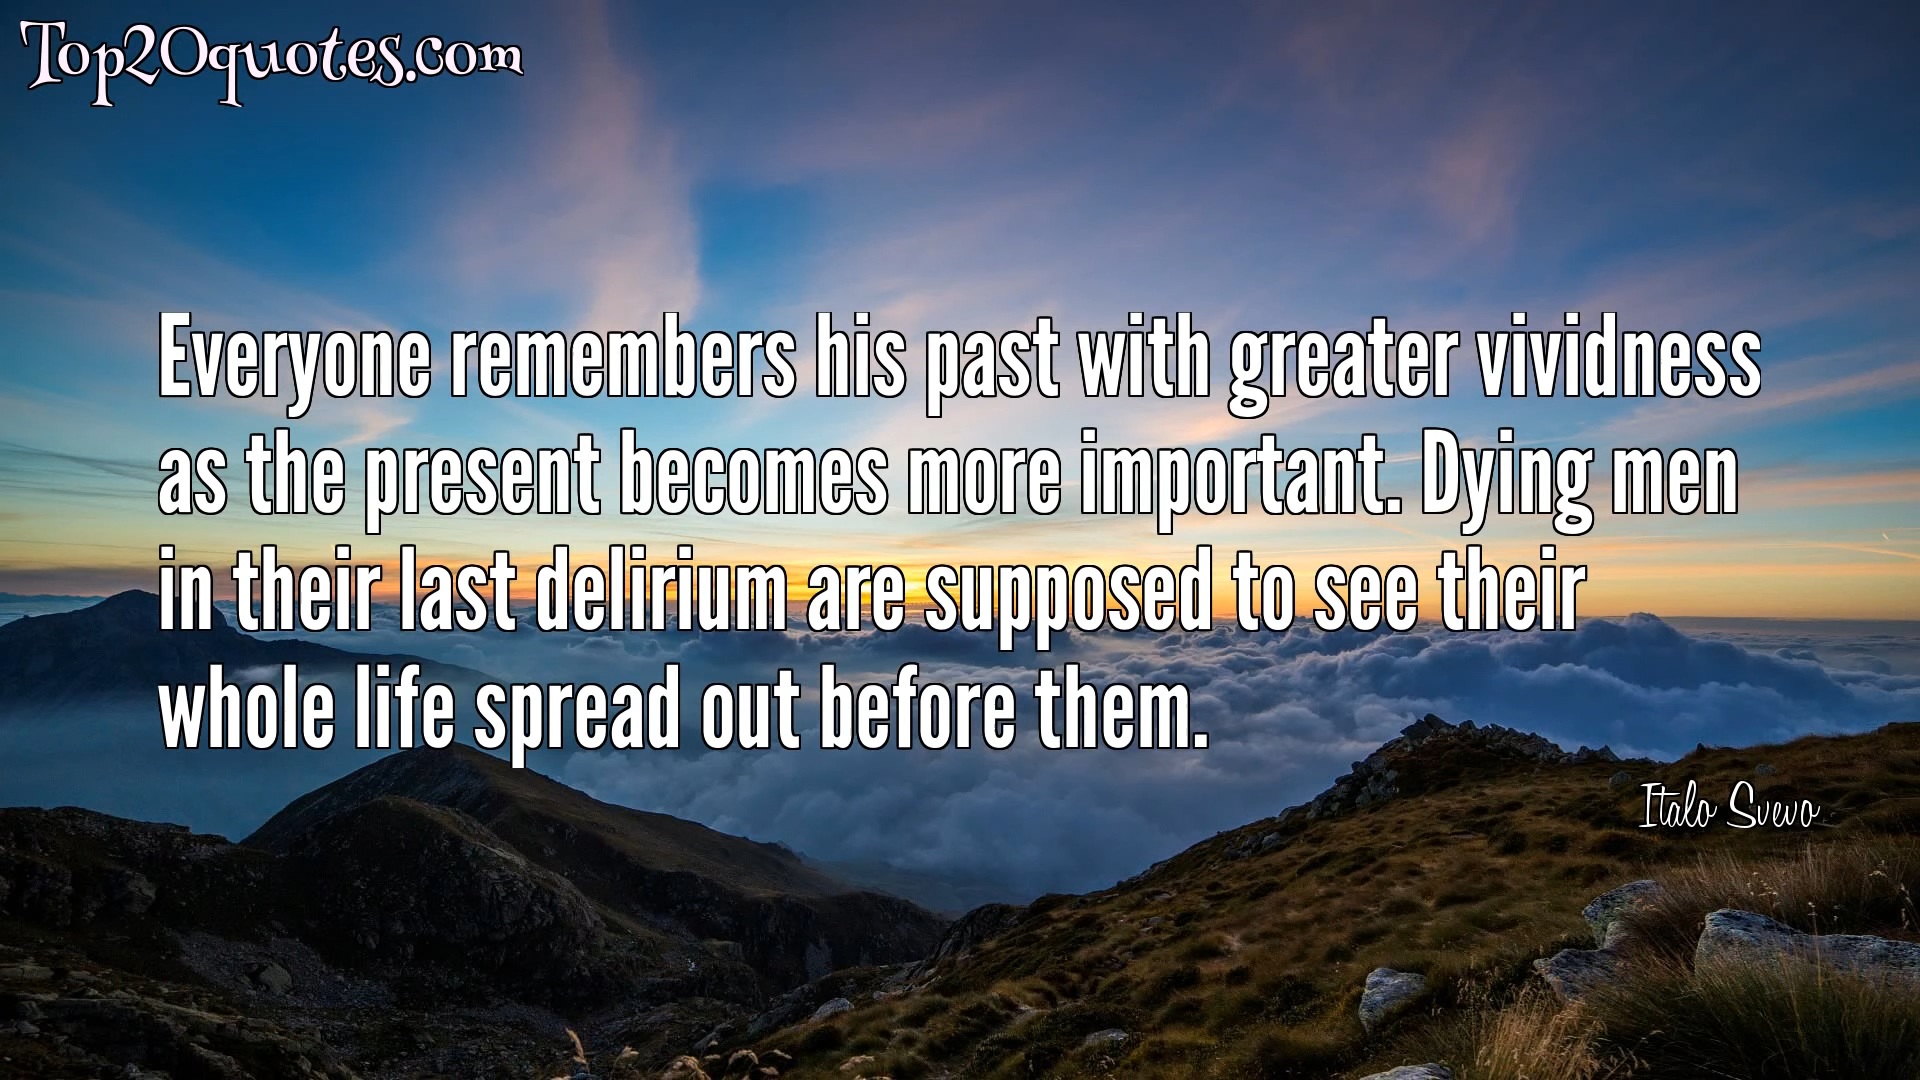 Top20quotes.com
Everyone remembers his past with greater vividness
as the present becomes more important. Dying men
in their last delirium are supposed to see their
whole life spread out before them.
Italo Svevo